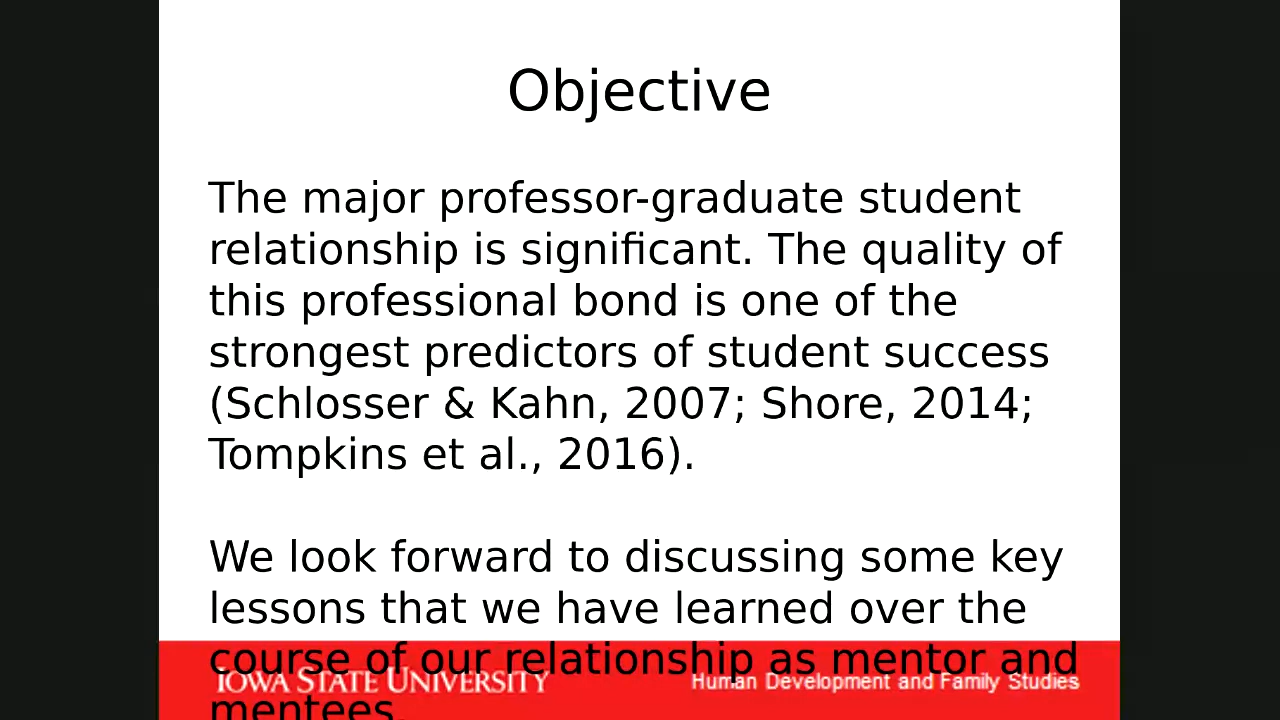 Objective
The major professor-graduate student
relationship is significant. The quality of
this professional bond is one of the
strongest predictors of student success
(Schlosser & Kahn, 2007; Shore, 2014;
Tompkins et al., 2016).
We look forward to discussing some key
lessons that we have learned over the
course of our relationship as mentor and
mentees.
IOWA STATE UNIVERSITY
Human Development and Family Studies